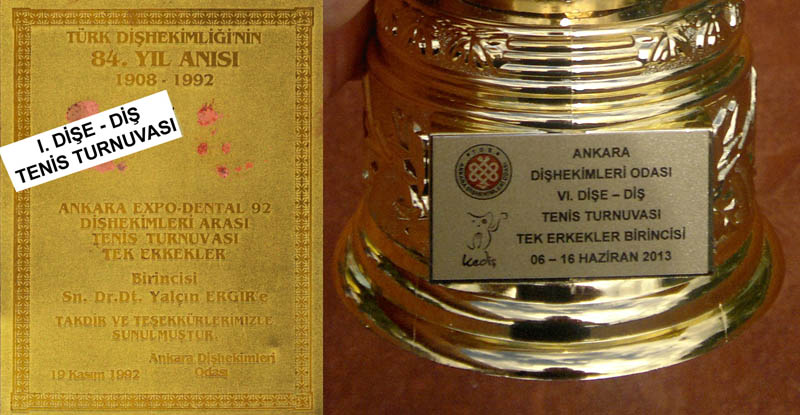 TÜRK DİŞHEKİMLİĞİ'NİN
84. YIL ANISI
1908 - 1992
I. DİŞE - DİŞ
TENİS TURNUVASI
ANKARA EXPO-DENTAL 92
DİŞHEKİMLERİ ARASI
TENİS TURNUVASI
TEK ERKEKLER
Birincisi
Sn. Dr.Dt. Yalçın ERGİR'e
TAKDİR VE TEŞEKKÜRLERİMİZLE
SUNULMUŞTUR
Ankara Dişhekimleri
Odası
19 Kasım 1992
ANKARA
DİŞHEKİMLERİ ODASI
VI. DİŞE – DİŞ
TENİS TURNUVASI
TEK ERKEKLER BİRİNCİSİ
06 – 16 HAZİRAN 2013
Kediş